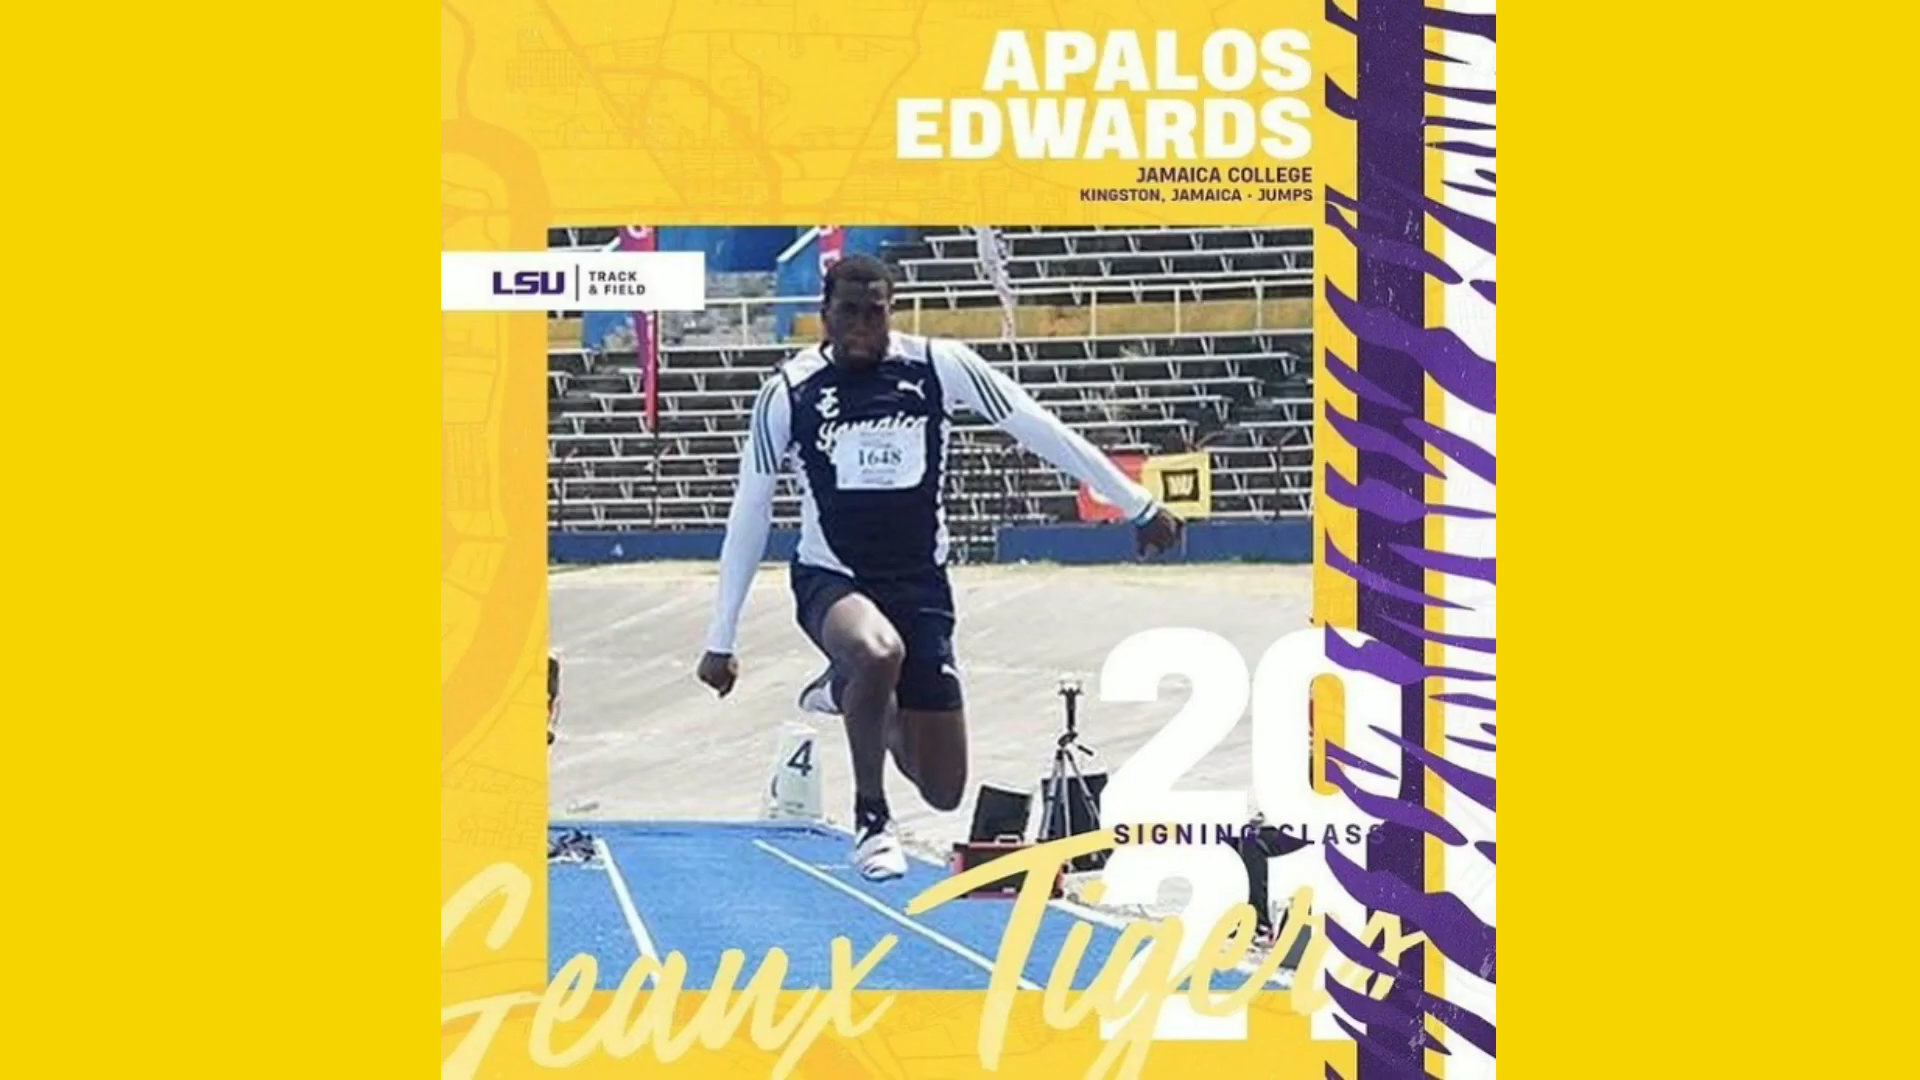 APALOS
EDWARDS
JAMAICA COLLEGE
KINGSTON, JAMAICA - JUMPS
LSU
TRACK
& FIELD
JC
Jamaica
1648
4
20
SIGNING CLASS
21
Geaux Tigers